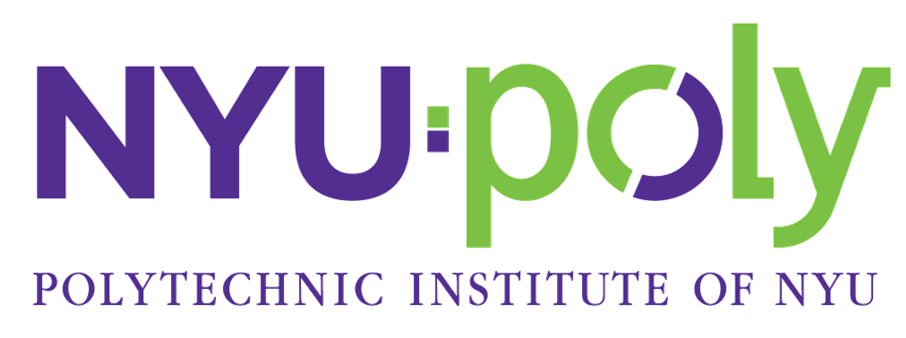 NYU:poly
POLYTECHNIC INSTITUTE OF NYU